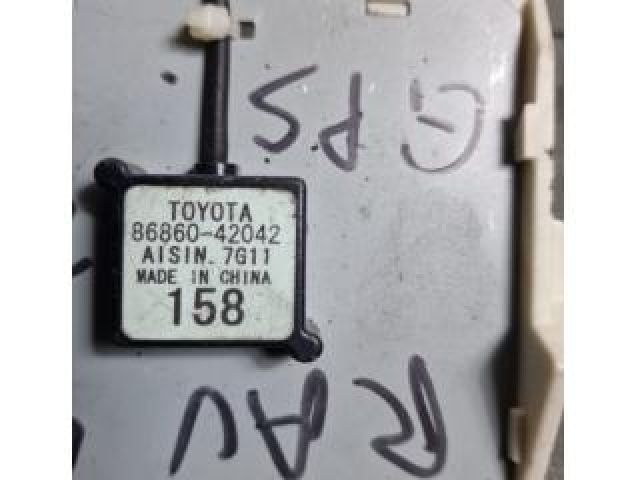 TOYOTA
86860-42042
AISIN. 7G11
MADE IN CHINA
158
RAV
GPS